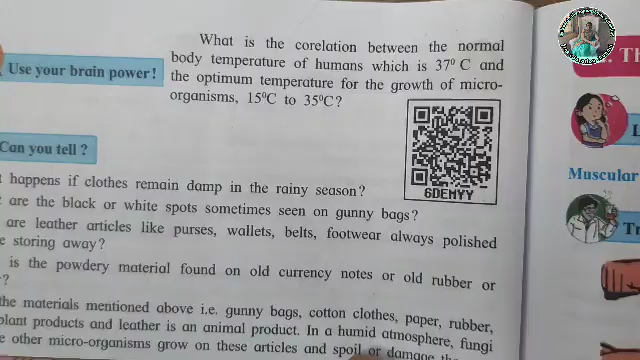 What is the corelation between the normal
body temperature of humans which is 37⁰ C and
the optimum temperature for the growth of micro-
organisms, 15⁰C to 35⁰C?
Use your brain power!
6DEMYY
Can you tell ?
happens if clothes remain damp in the rainy season?
are the black or white spots sometimes seen on gunny bags?
are leather articles like purses, wallets, belts, footwear always polished
storing away?
is the powdery material found on old currency notes or old rubber or
?
the materials mentioned above i.e. gunny bags, cotton clothes, paper, rubber,
plant products and leather is an animal product. In a humid atmosphere, fungi
other micro-organisms grow on these articles and spoil or damage
Muscular